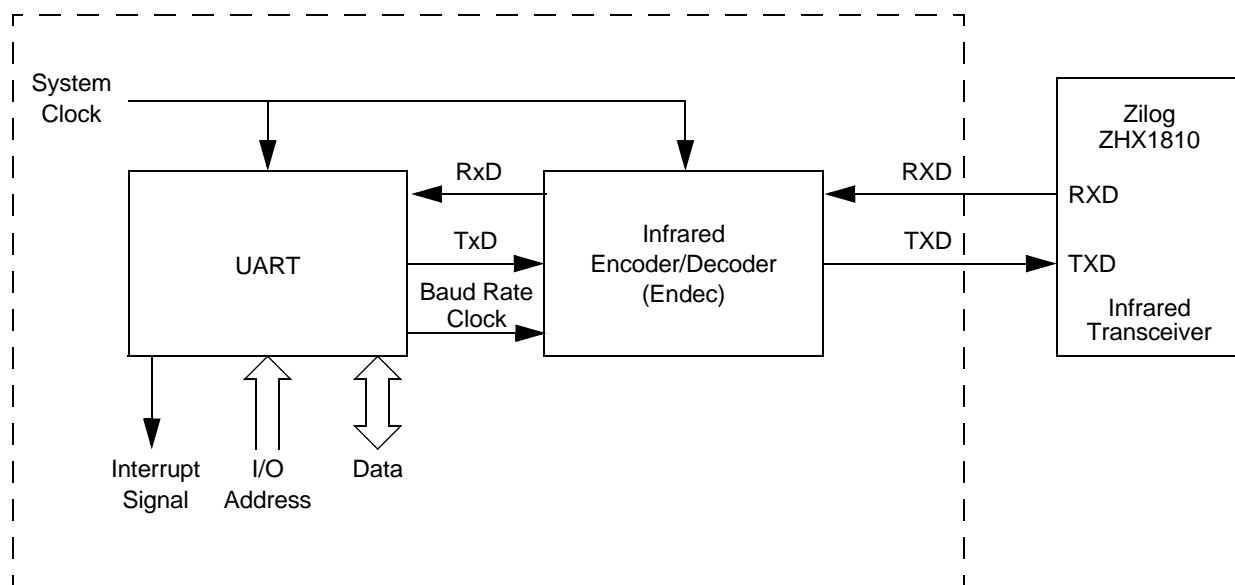 System
Clock
Zilog
ZHX1810
RxD
RXD
RXD
TxD
TXD
TXD
UART
Infrared
Encoder/Decoder
(Endec)
Baud Rate
Clock
Infrared
Transceiver
Interrupt
Signal
I/O
Address
Data